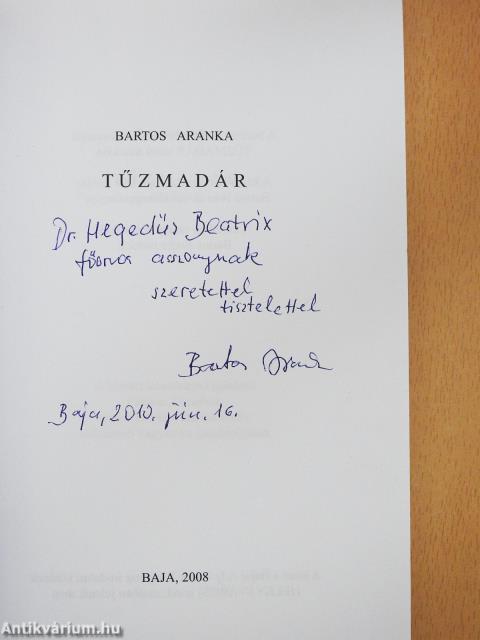 BARTOS ARANKA
TŰZMADÁR
Dr. Hegedűs Beatrix
főorvos asszonynak
szeretettel
tisztelettel
Bartos Aranka
Baja, 2010. jún. 16.
BAJA, 2008
Antikvárium.hu